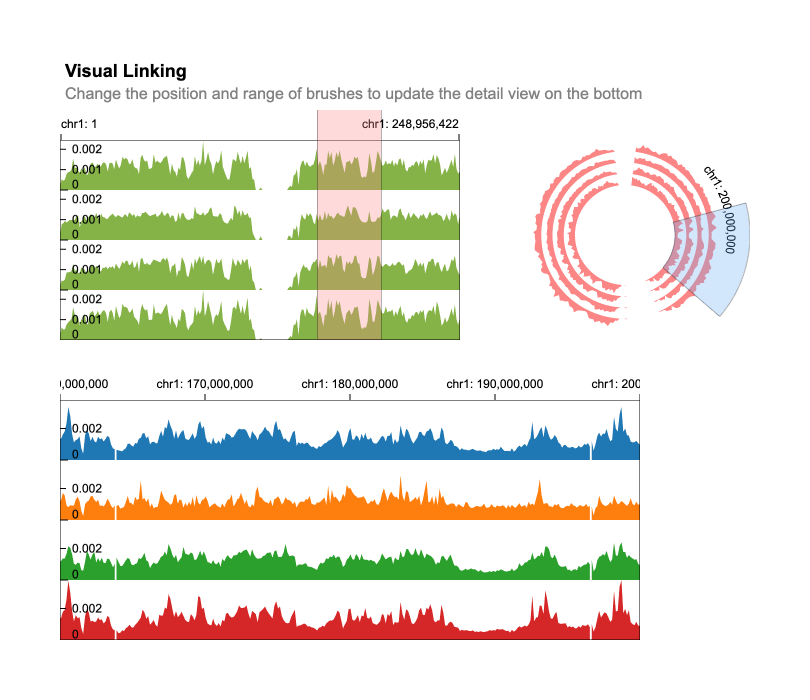 Visual Linking
Change the position and range of brushes to update the detail view on the bottom
chr1: 1
chr1: 248,956,422
0.002
0.001
0
0.002
0.001
0
0.002
0.001
0
0.002
0.001
0
chr1: 200,000,000
0,000,000
chr1: 170,000,000
chr1: 180,000,000
chr1: 190,000,000
chr1: 200
0.002
0
0.002
0
0.002
0
0.002
0